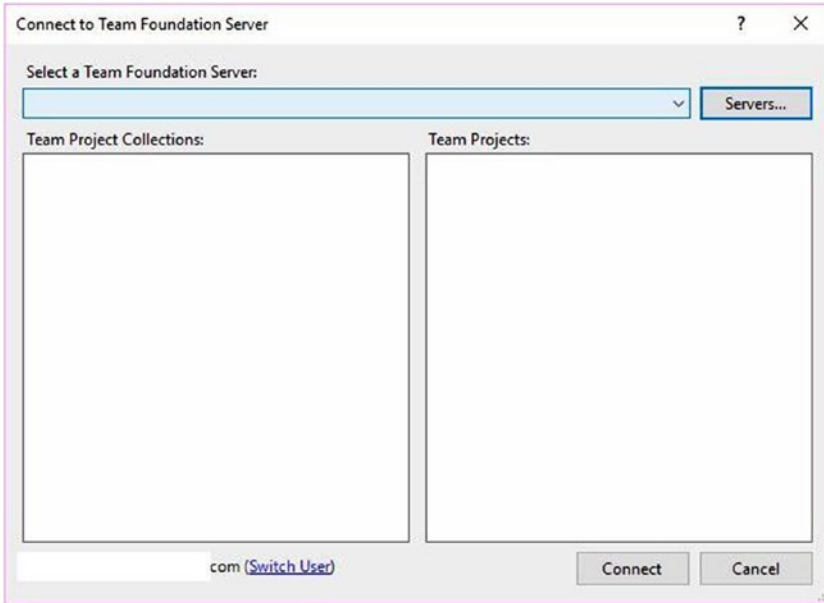 Connect to Team Foundation Server
Select a Team Foundation Server:
Servers...
Team Project Collections: Team Projects:
com (Switch User) Connect Cancel